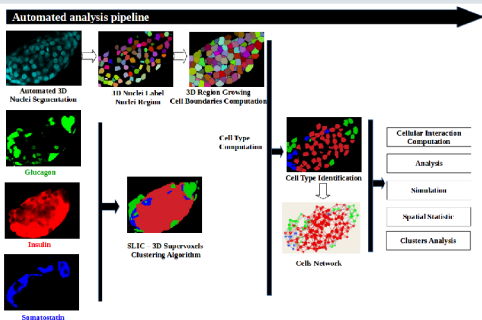 Automated analysis pipeline
Automated 3D
Nuclei Segmentation
3D Nuclei Label
Nuclei Region
3D Region Growing
Cell Boundaries Computation
Glucagon
Insulin
Somatostatin
SLIC - 3D Supervoxels
Clustering Algorithm
Cell Type
Computation
Cell Type Identification
Cells Network
Cellular Interaction
Computation
Analysis
Simulation
Spatial Statistic
Clusters Analysis